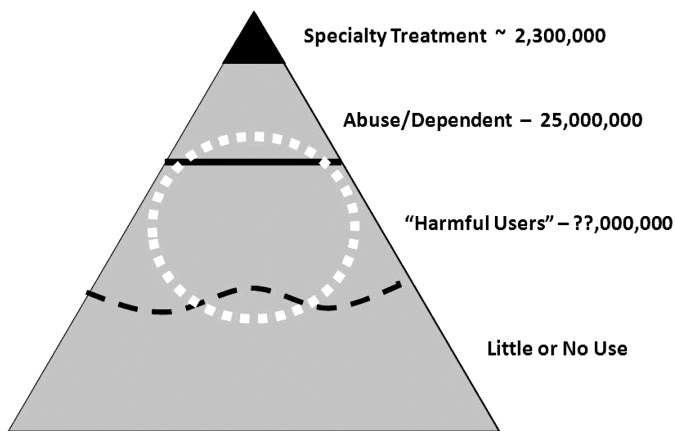 Specialty Treatment ~ 2,300,000
Abuse/Dependent – 25,000,000
“Harmful Users” – ??,000,000
Little or No Use